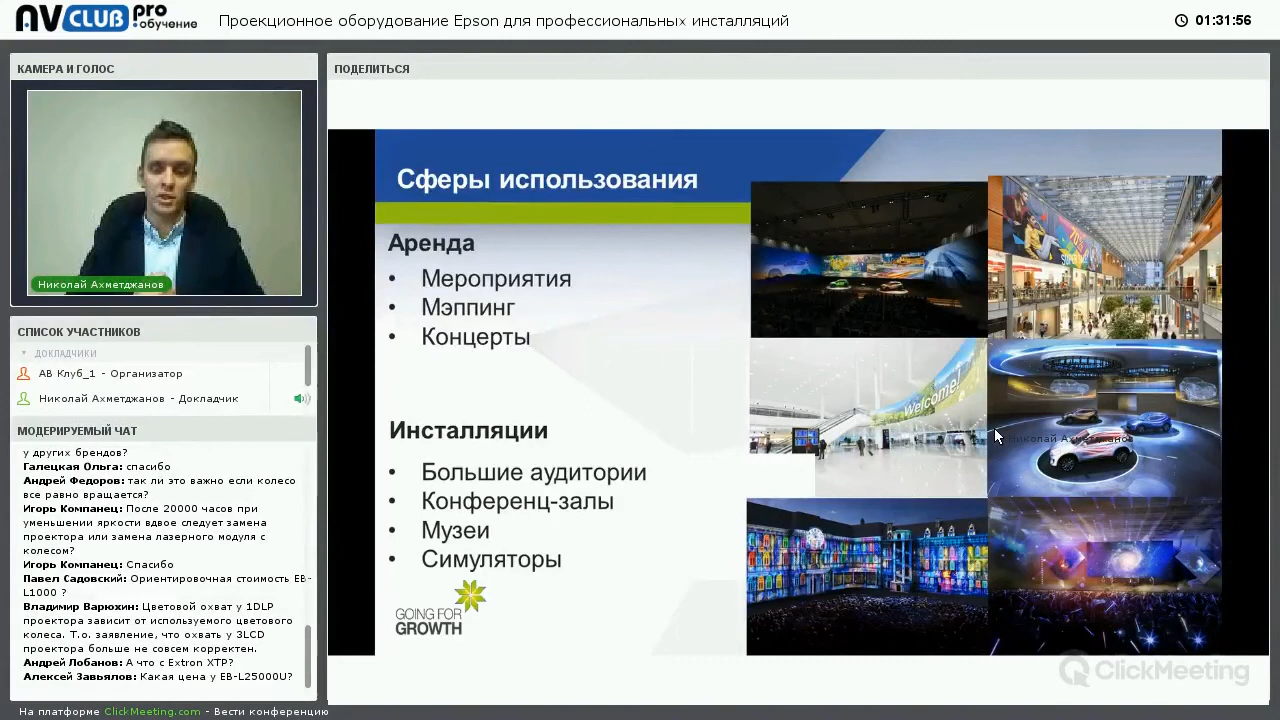 AV CLUB pro
:обучение
Проекционное оборудование Epson для профессиональных инсталляций
01:31:56
КАМЕРА И ГОЛОС
Николай Ахметджанов
СПИСОК УЧАСТНИКОВ
ДОКЛАДЧИКИ
АВ Клуб_1 - Организатор
Николай Ахметджанов - Докладчик
МОДЕРИРУЕМЫЙ ЧАТ
у других брендов?
Галецкая Ольга: спасибо
Андрей Федоров: так ли это важно если колесо
все равно вращается?
Игорь Компанец: После 20000 часов при
уменьшении яркости вдвое следует замена
проектора или замена лазерного модуля с
колесом?
Игорь Компанец: Спасибо
Павел Садовский: Ориентировочная стоимость EB-
L1000 ?
Владимир Варюхин: Цветовой охват у 1DLP
проектора зависит от используемого цветового
колеса. Т.о. заявление, что охвать у 3LCD
проектора больше не совсем корректен.
Андрей Лобанов: А что с Extron XTP?
Алексей Завьялов: Какая цена у EB-L25000U?
ПОДЕЛИТЬСЯ
Сферы использования
Аренда
• Мероприятия
• Мэппинг
• Концерты
Инсталляции
• Большие аудитории
• Конференц-залы
• Музеи
• Симуляторы
GOING FOR
GROWTH
Welcome!
Николай Ахметджанов
ClickMeeting
На платформе ClickMeeting.com - Вести конференцию